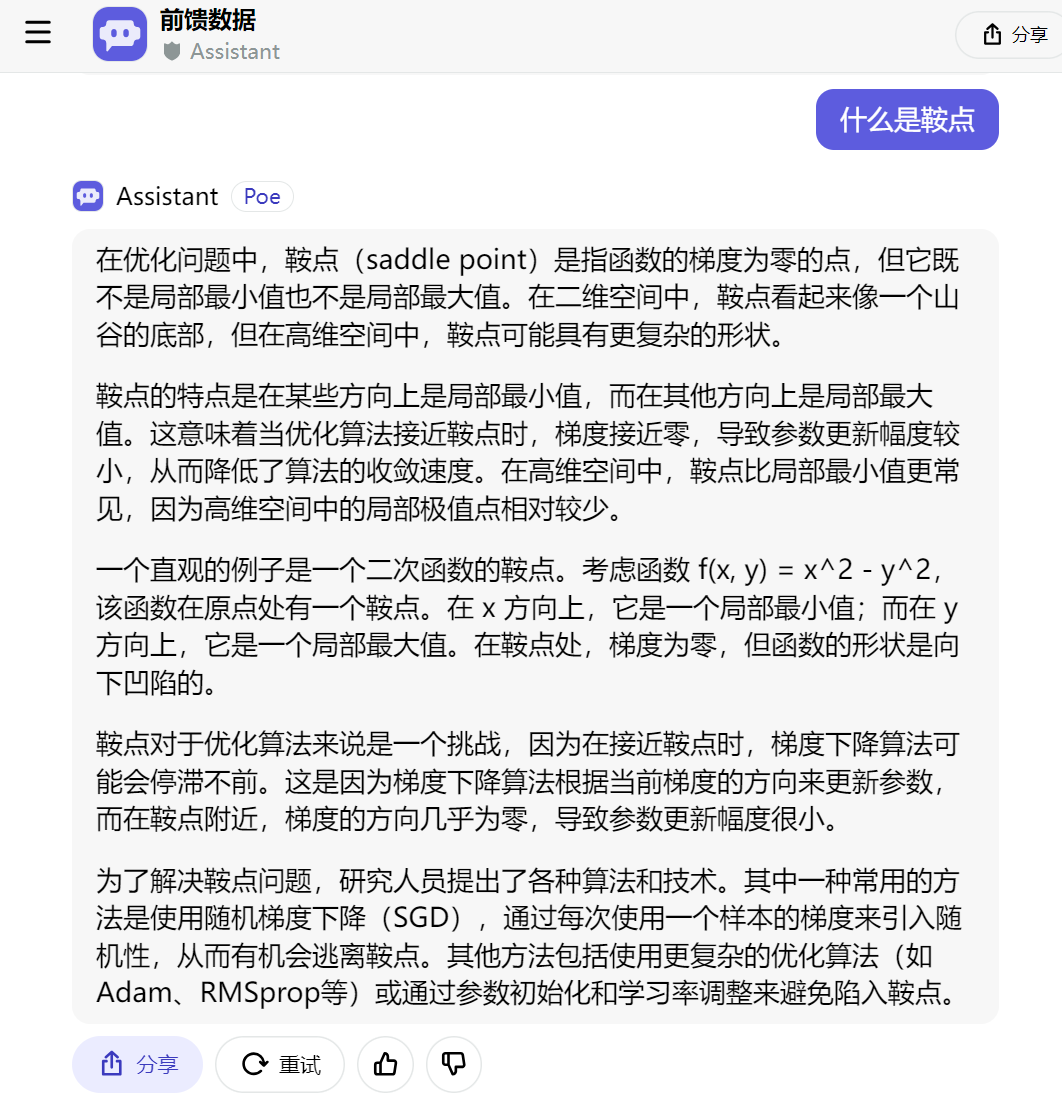 前馈数据
Assistant
分享
什么是鞍点
Assistant
Poe
在优化问题中，鞍点（saddle point）是指函数的梯度为零的点，但它既
不是局部最小值也不是局部最大值。在二维空间中，鞍点看起来像一个山
谷的底部，但在高维空间中，鞍点可能具有更复杂的形状。
鞍点的特点是在某些方向上是局部最小值，而在其他方向上是局部最大
值。这意味着当优化算法接近鞍点时，梯度接近零，导致参数更新幅度较
小，从而降低了算法的收敛速度。在高维空间中，鞍点比局部最小值更常
见，因为高维空间中的局部极值点相对较少。
一个直观的例子是一个二次函数的鞍点。考虑函数 f(x, y) = x^2 - y^2，
该函数在原点处有一个鞍点。在 x 方向上，它是一个局部最小值；而在 y
方向上，它是一个局部最大值。在鞍点处，梯度为零，但函数的形状是向
下凹陷的。
鞍点对于优化算法来说是一个挑战，因为在接近鞍点时，梯度下降算法可
能会停滞不前。这是因为梯度下降算法根据当前梯度的方向来更新参数，
而在鞍点附近，梯度的方向几乎为零，导致参数更新幅度很小。
为了解决鞍点问题，研究人员提出了各种算法和技术。其中一种常用的方
法是使用随机梯度下降（SGD），通过每次使用一个样本的梯度来引入随
机性，从而有机会逃离鞍点。其他方法包括使用更复杂的优化算法（如
Adam、RMSprop等）或通过参数初始化和学习率调整来避免陷入鞍点。
分享
重试